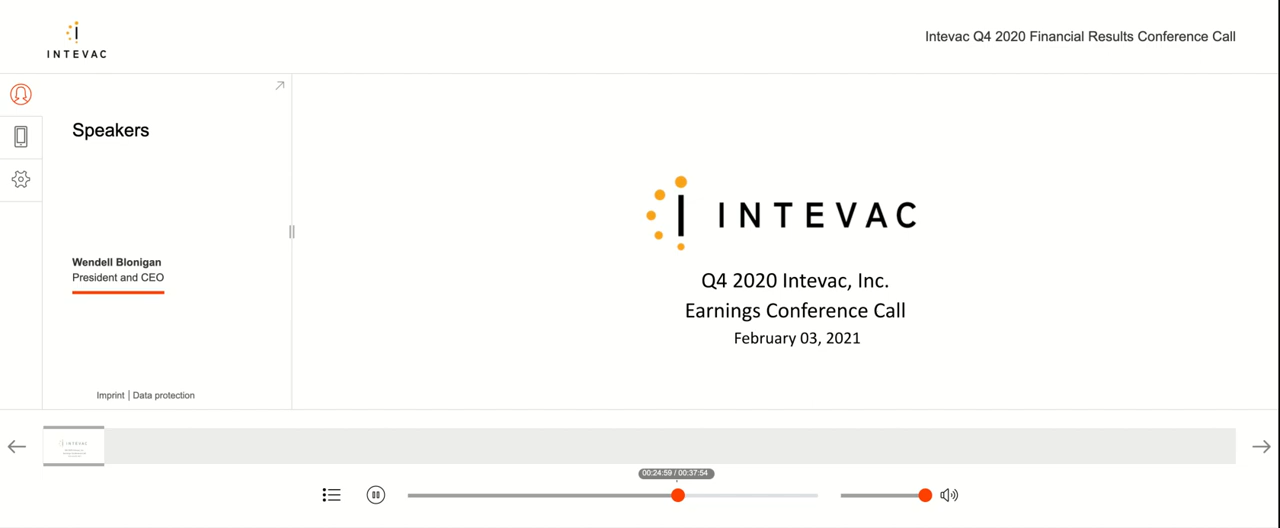 INTEVAC
Intevac Q4 2020 Financial Results Conference Call
Speakers
Wendell Blonigan
President and CEO
Imprint | Data protection
INTEVAC
Q4 2020 Intevac, Inc.
Earnings Conference Call
February 03, 2021
INTEVAC
00:24:59 / 00:37:54